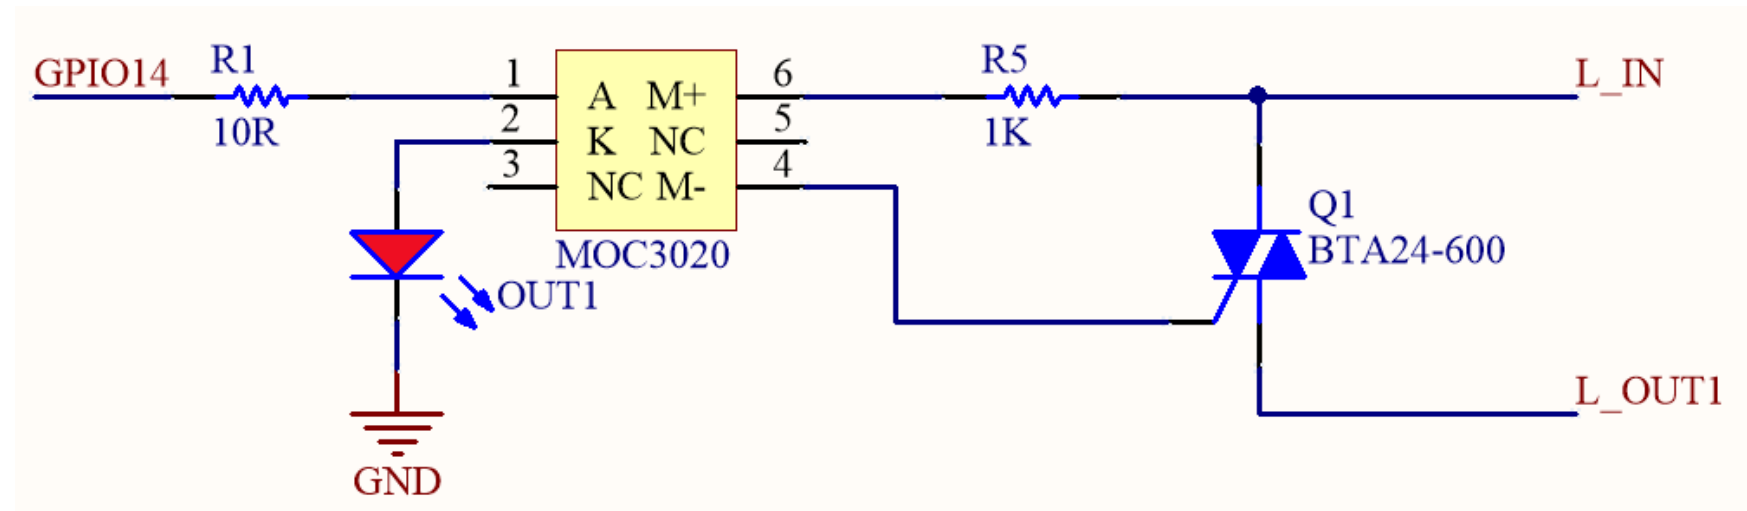 GPIO14
R1
10R
1
2
3
A M+
K NC
NC M-
6
5
4
MOC3020
OUT1
GND
R5
1K
L_IN
Q1
BTA24-600
L_OUT1